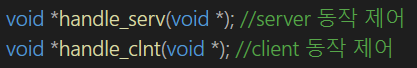 void *handle_serv(void *); //server 동작 제어
void *handle_clnt(void *); //client 동작 제어